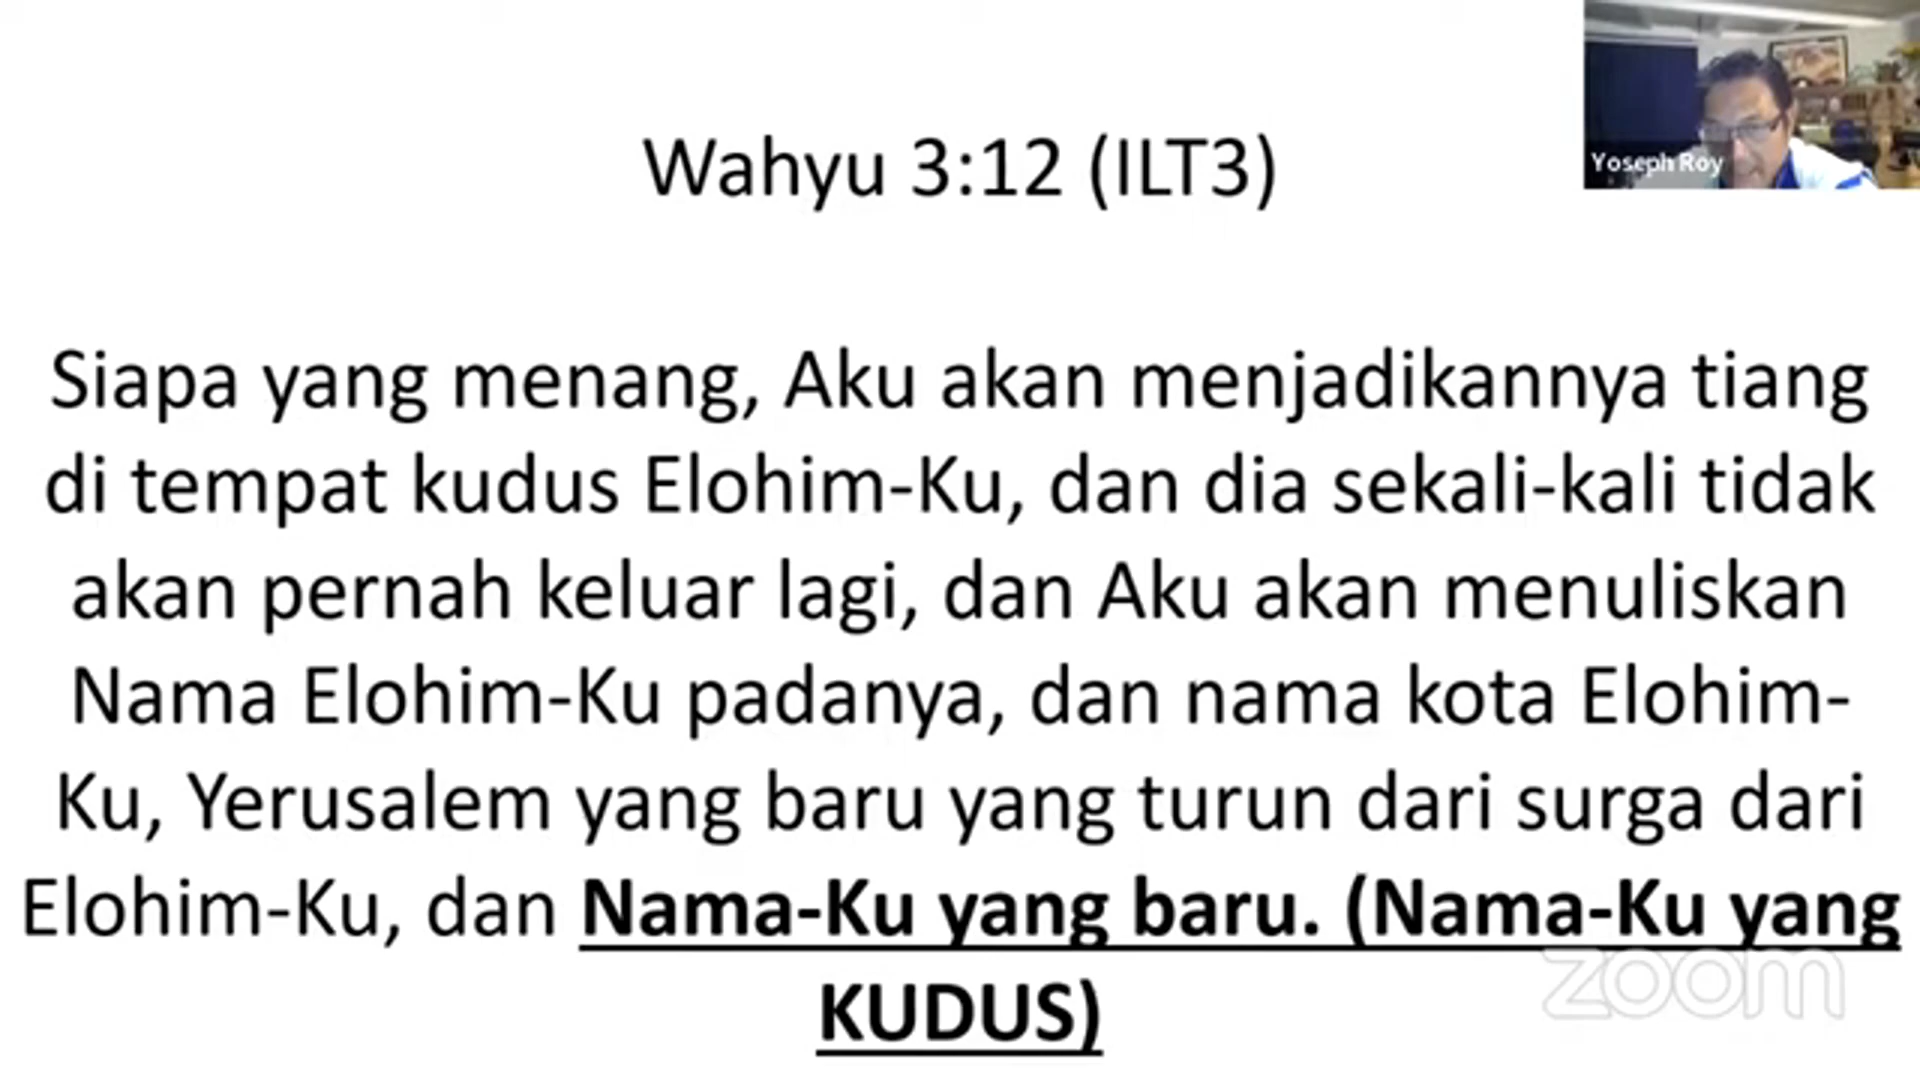 Wahyu 3:12 (ILT3)
Yoseph Roy
Siapa yang menang, Aku akan menjadikannya tiang
di tempat kudus Elohim-Ku, dan dia sekali-kali tidak
akan pernah keluar lagi, dan Aku akan menuliskan
Nama Elohim-Ku padanya, dan nama kota Elohim-
Ku, Yerusalem yang baru yang turun dari surga dari
Elohim-Ku, dan Nama-Ku yang baru. (Nama-Ku yang
KUDUS)
zoom